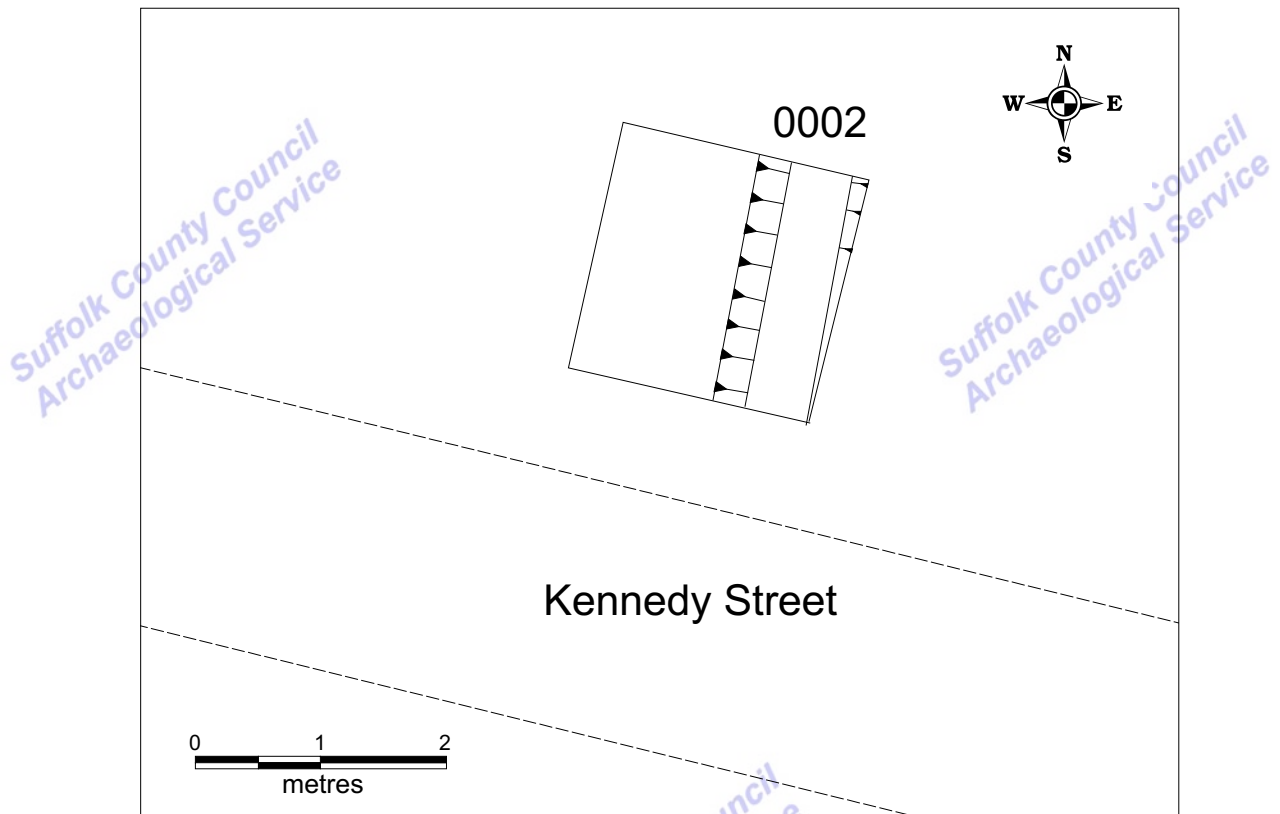 N
W E
S
0002
Suffolk County Council
Archaeological Service
Suffolk County Council
Archaeological Service
Kennedy Street
0 1 2
metres